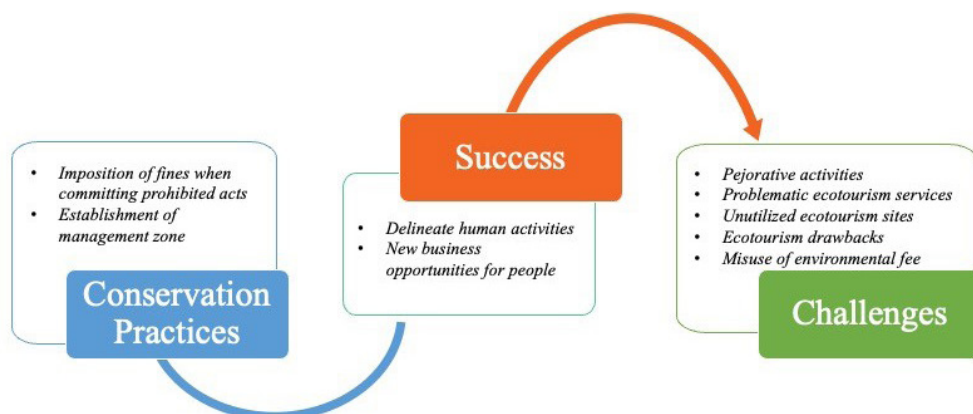 • Imposition of fines when
committing prohibited acts
• Establishment of
management zone
Conservation
Practices
Success
• Delineate human activities
• New business
opportunities for people
• Pejorative activities
• Problematic ecotourism services
• Unutilized ecotourism sites
• Ecotourism drawbacks
• Misuse of environmental fee
Challenges